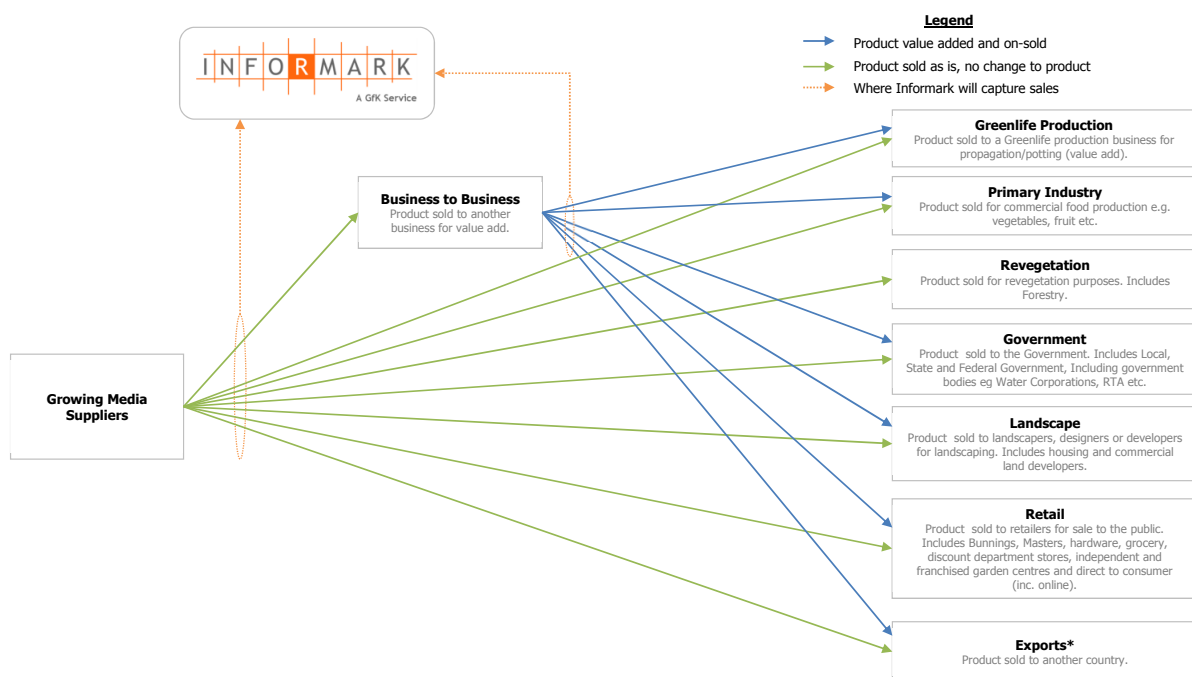 Legend
Product value added and on-sold
Product sold as is, no change to product
Where Informark will capture sales
INFORMARK
A GfK Service
Greenlife Production
Product sold to a Greenlife production business for
propagation/potting (value add).
Business to Business
Product sold to another
business for value add.
Primary Industry
Product sold for commercial food production e.g.
vegetables, fruit etc.
Revegetation
Product sold for revegetation purposes. Includes
Forestry.
Government
Product sold to the Government. Includes Local,
State and Federal Government, Including government
bodies eg Water Corporations, RTA etc.
Growing Media
Suppliers
Landscape
Product sold to landscapers, designers or developers
for landscaping. Includes housing and commercial
land developers.
Retail
Product sold to retailers for sale to the public.
Includes Bunnings, Masters, hardware, grocery,
discount department stores, independent and
franchised garden centres and direct to consumer
(inc. online).
Exports*
Product sold to another country.